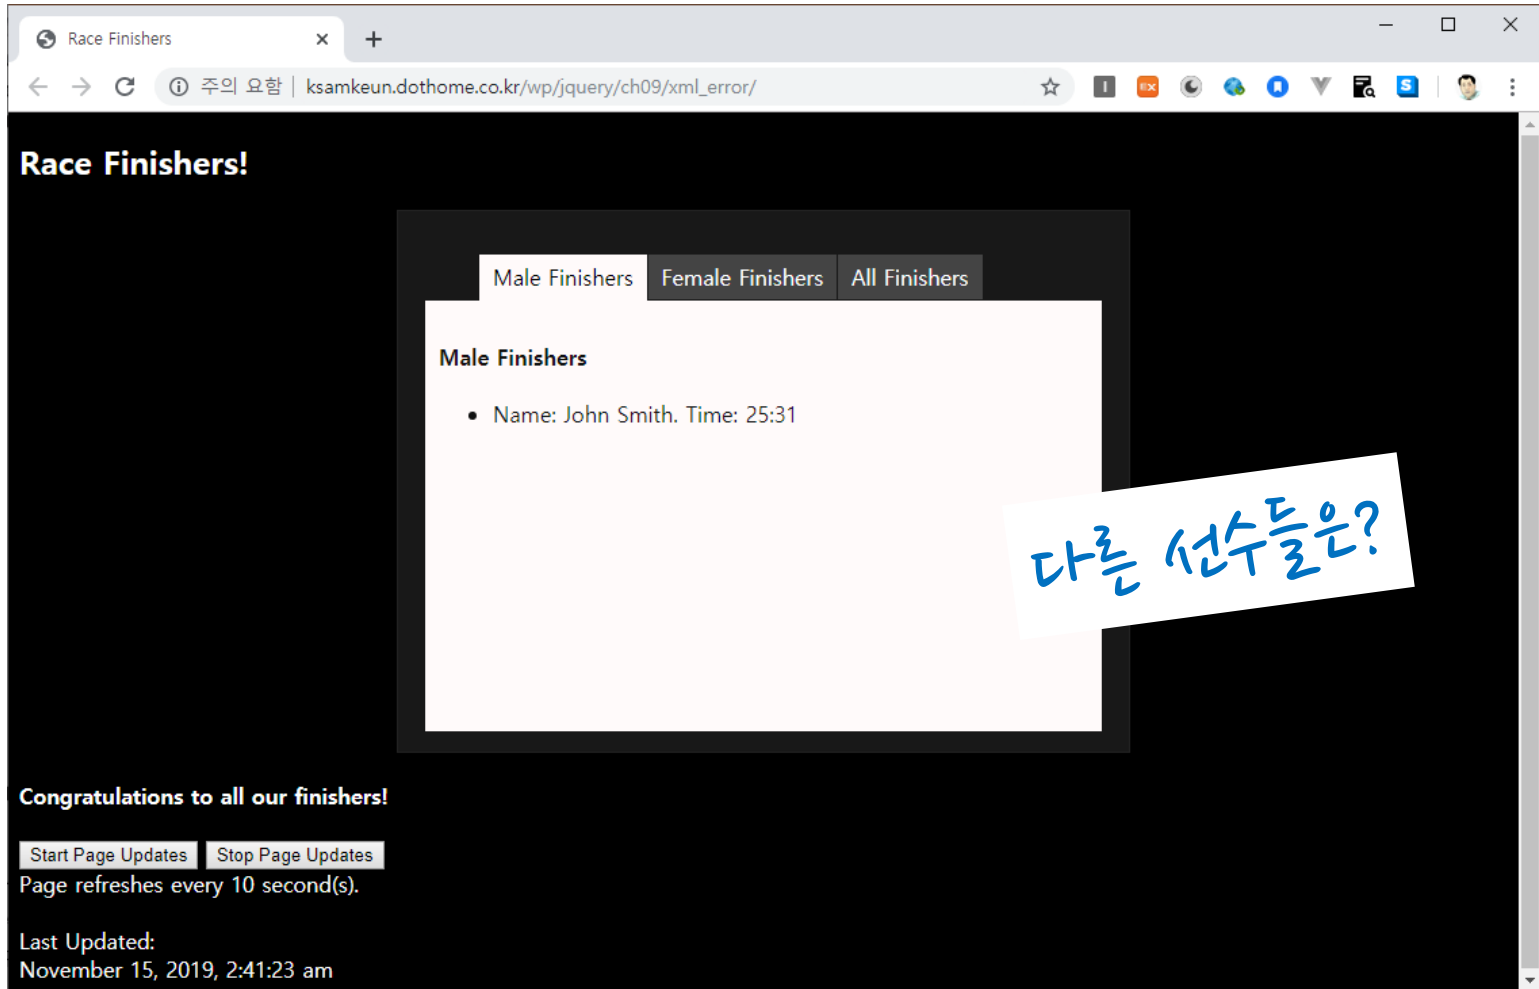 Race Finishers
주의 요함 | ksamkeun.dothome.co.kr/wp/jquery/ch09/xml_error/
Race Finishers!
Male Finishers Female Finishers All Finishers
Male Finishers
• Name: John Smith. Time: 25:31
다른 선수들은?
Congratulations to all our finishers!
Start Page Updates Stop Page Updates
Page refreshes every 10 second(s).
Last Updated:
November 15, 2019, 2:41:23 am